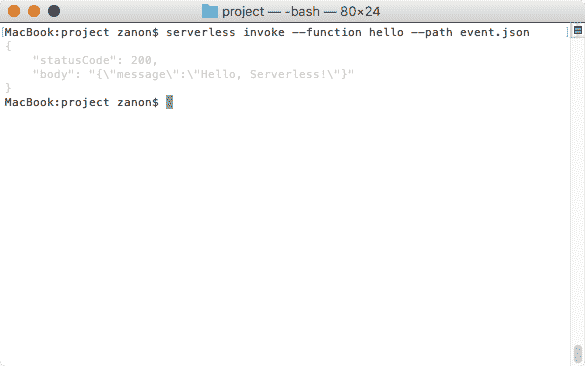 project — -bash — 80×24
MacBook:project zanon$ serverless invoke --function hello --path event.json
{
    "statusCode": 200,
    "body": "{\"message\":\"Hello, Serverless!\"}"
}
MacBook:project zanon$